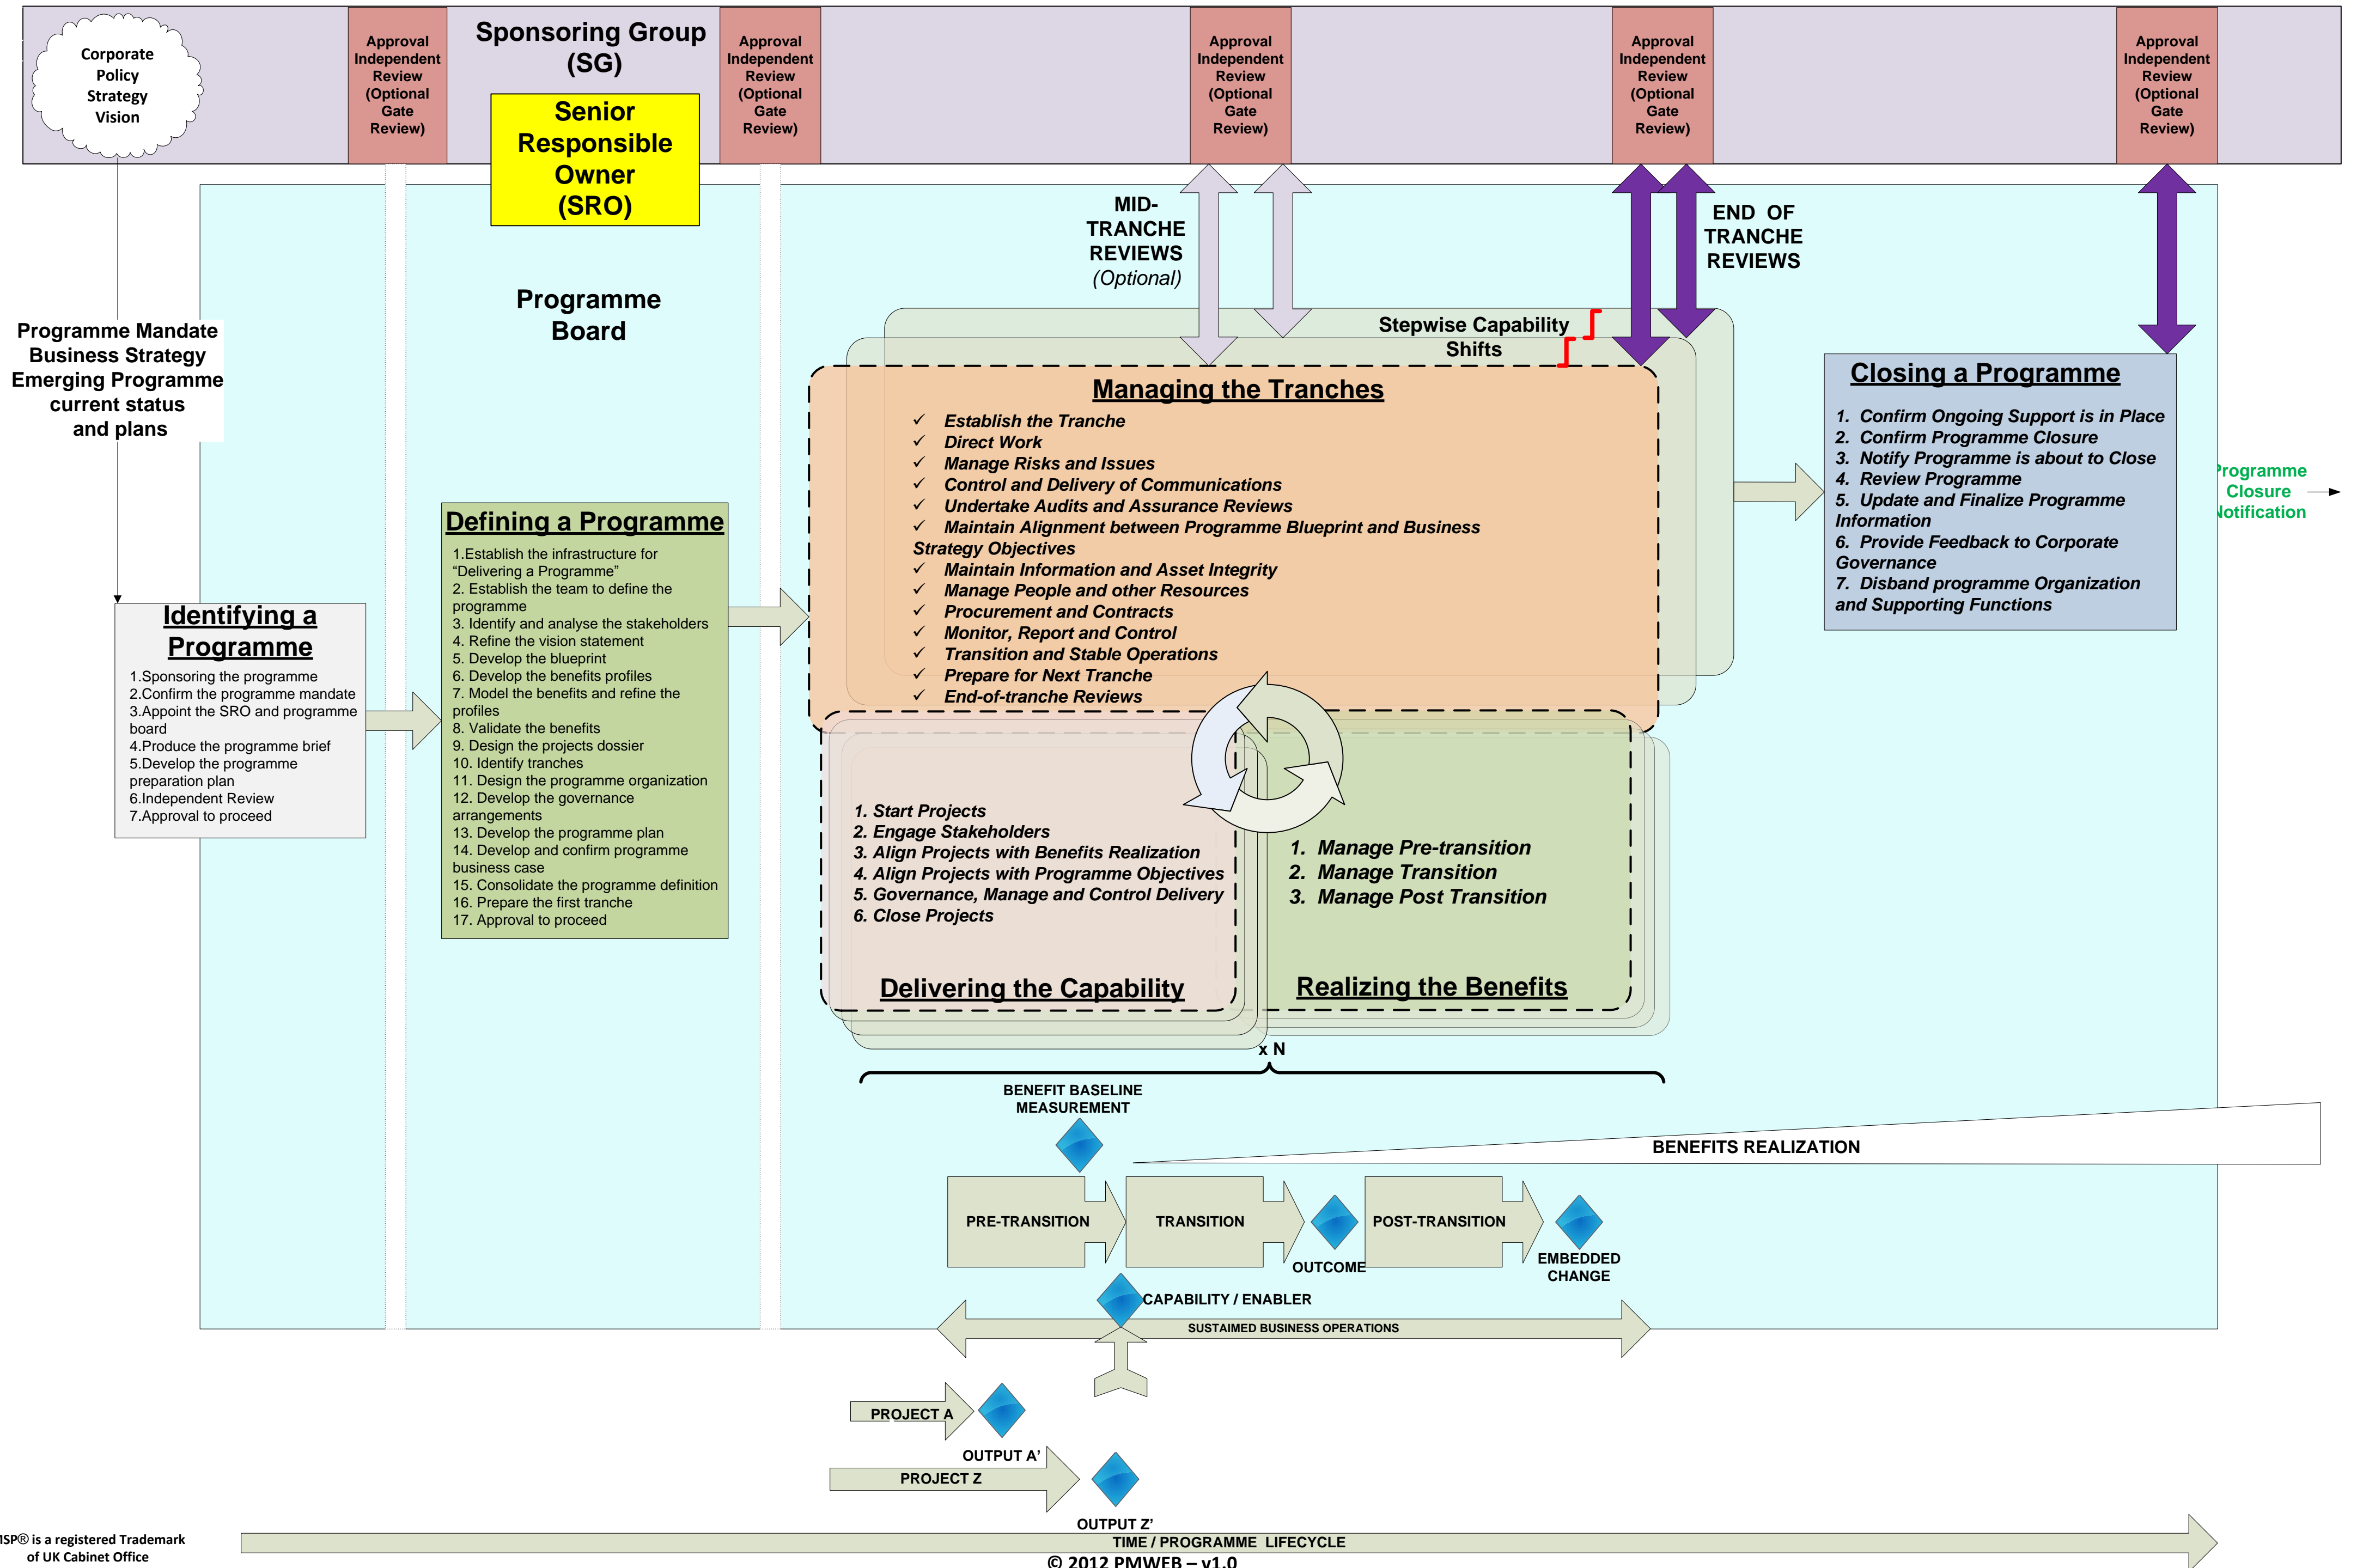 Corporate
Policy
Strategy
Vision
Approval
Independent
Review
(Optional
Gate
Review)
Sponsoring Group
(SG)
Senior
Responsible
Owner
(SRO)
Approval
Independent
Review
(Optional
Gate
Review)
Approval
Independent
Review
(Optional
Gate
Review)
Approval
Independent
Review
(Optional
Gate
Review)
Approval
Independent
Review
(Optional
Gate
Review)
MID-
TRANCHE
REVIEWS
(Optional)
END OF
TRANCHE
REVIEWS
Programme
Board
Programme Mandate
Business Strategy
Emerging Programme
current status
and plans
Stepwise Capability
Shifts
Identifying a
Programme
1.Sponsoring the programme
2.Confirm the programme mandate
3.Appoint the SRO and programme
board
4.Produce the programme brief
5.Develop the programme
preparation plan
6.Independent Review
7.Approval to proceed
Defining a Programme
1.Establish the infrastructure for
“Delivering a Programme”
2. Establish the team to define the
programme
3. Identify and analyse the stakeholders
4. Refine the vision statement
5. Develop the blueprint
6. Develop the benefits profiles
7. Model the benefits and refine the
profiles
8. Validate the benefits
9. Design the projects dossier
10. Identify tranches
11. Design the programme organization
12. Develop the governance
arrangements
13. Develop the programme plan
14. Develop and confirm programme
business case
15. Consolidate the programme definition
16. Prepare the first tranche
17. Approval to proceed
Managing the Tranches
✓ Establish the Tranche
✓ Direct Work
✓ Manage Risks and Issues
✓ Control and Delivery of Communications
✓ Undertake Audits and Assurance Reviews
✓ Maintain Alignment between Programme Blueprint and Business
Strategy Objectives
✓ Maintain Information and Asset Integrity
✓ Manage People and other Resources
✓ Procurement and Contracts
✓ Monitor, Report and Control
✓ Transition and Stable Operations
✓ Prepare for Next Tranche
✓ End-of-tranche Reviews
1. Start Projects
2. Engage Stakeholders
3. Align Projects with Benefits Realization
4. Align Projects with Programme Objectives
5. Governance, Manage and Control Delivery
6. Close Projects
Delivering the Capability
1. Manage Pre-transition
2. Manage Transition
3. Manage Post Transition
Realizing the Benefits
Closing a Programme
1. Confirm Ongoing Support is in Place
2. Confirm Programme Closure
3. Notify Programme is about to Close
4. Review Programme
5. Update and Finalize Programme
Information
6. Provide Feedback to Corporate
Governance
7. Disband programme Organization
and Supporting Functions
Programme
Closure
Notification
x N
BENEFIT BASELINE
MEASUREMENT
BENEFITS REALIZATION
PRE-TRANSITION
TRANSITION
OUTCOME
POST-TRANSITION
EMBEDDED
CHANGE
CAPABILITY / ENABLER
SUSTAIMED BUSINESS OPERATIONS
PROJECT A
OUTPUT A’
PROJECT Z
OUTPUT Z’
TIME / PROGRAMME LIFECYCLE
MSP® is a registered Trademark
of UK Cabinet Office
© 2012 PMWEB – v1.0